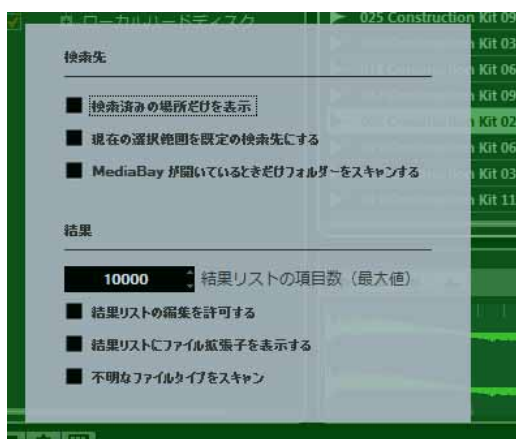 ローカルハードディスク
025 Construction Kit 09
検索先
検索済みの場所だけを表示
現在の選択範囲を既定の検索先にする
MediaBay が開いているときだけフォルダーをスキャンする
結果
10000 結果リストの項目数（最大値）
結果リストの編集を許可する
結果リストにファイル拡張子を表示する
不明なファイルタイプをスキャン
Kit 03
Kit 06
Kit 09
Kit 02
Kit 06
Kit 03
Kit 11